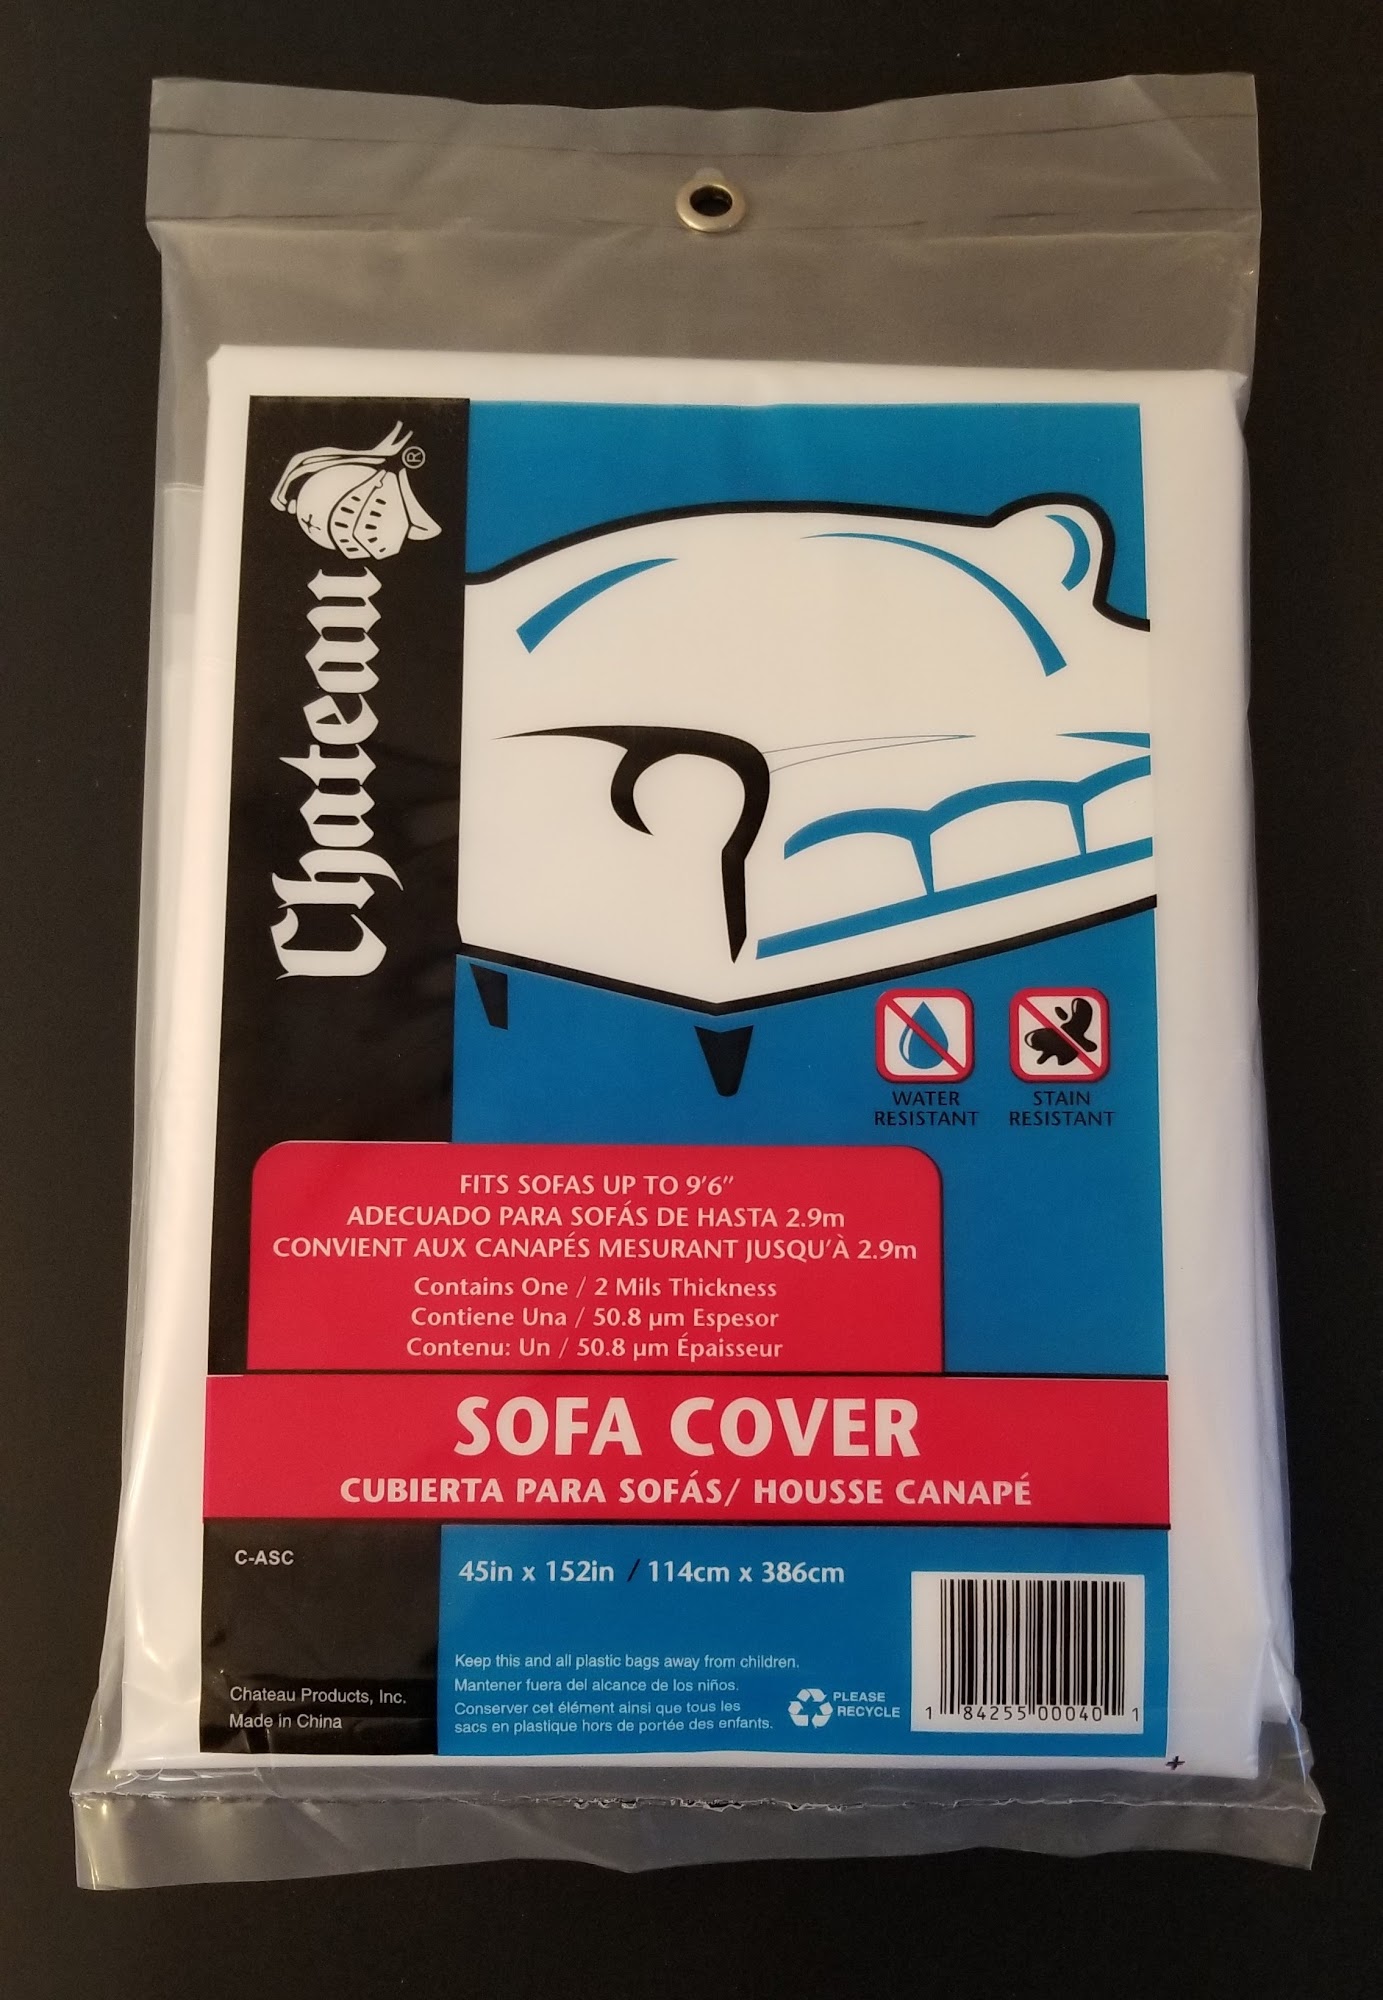 Chateau®
WATER
RESISTANT
STAIN
RESISTANT
FITS SOFAS UP TO 9'6"
ADECUADO PARA SOFÁS DE HASTA 2.9m
CONVIENT AUX CANAPÉS MESURANT JUSQU'À 2.9m
Contains One / 2 Mils Thickness
Contiene Una / 50.8 µm Espesor
Contenu: Un / 50.8 µm Épaisseur
SOFA COVER
CUBIERTA PARA SOFÁS/ HOUSSE CANAPÉ
C-ASC
45in x 152in / 114cm x 386cm
Keep this and all plastic bags away from children.
Mantener fuera del alcance de los niños.
Conserver cet élément ainsi que tous les
sacs en plastique hors de portée des enfants.
Chateau Products, Inc.
Made in China
PLEASE
RECYCLE
1 84255 00040 1